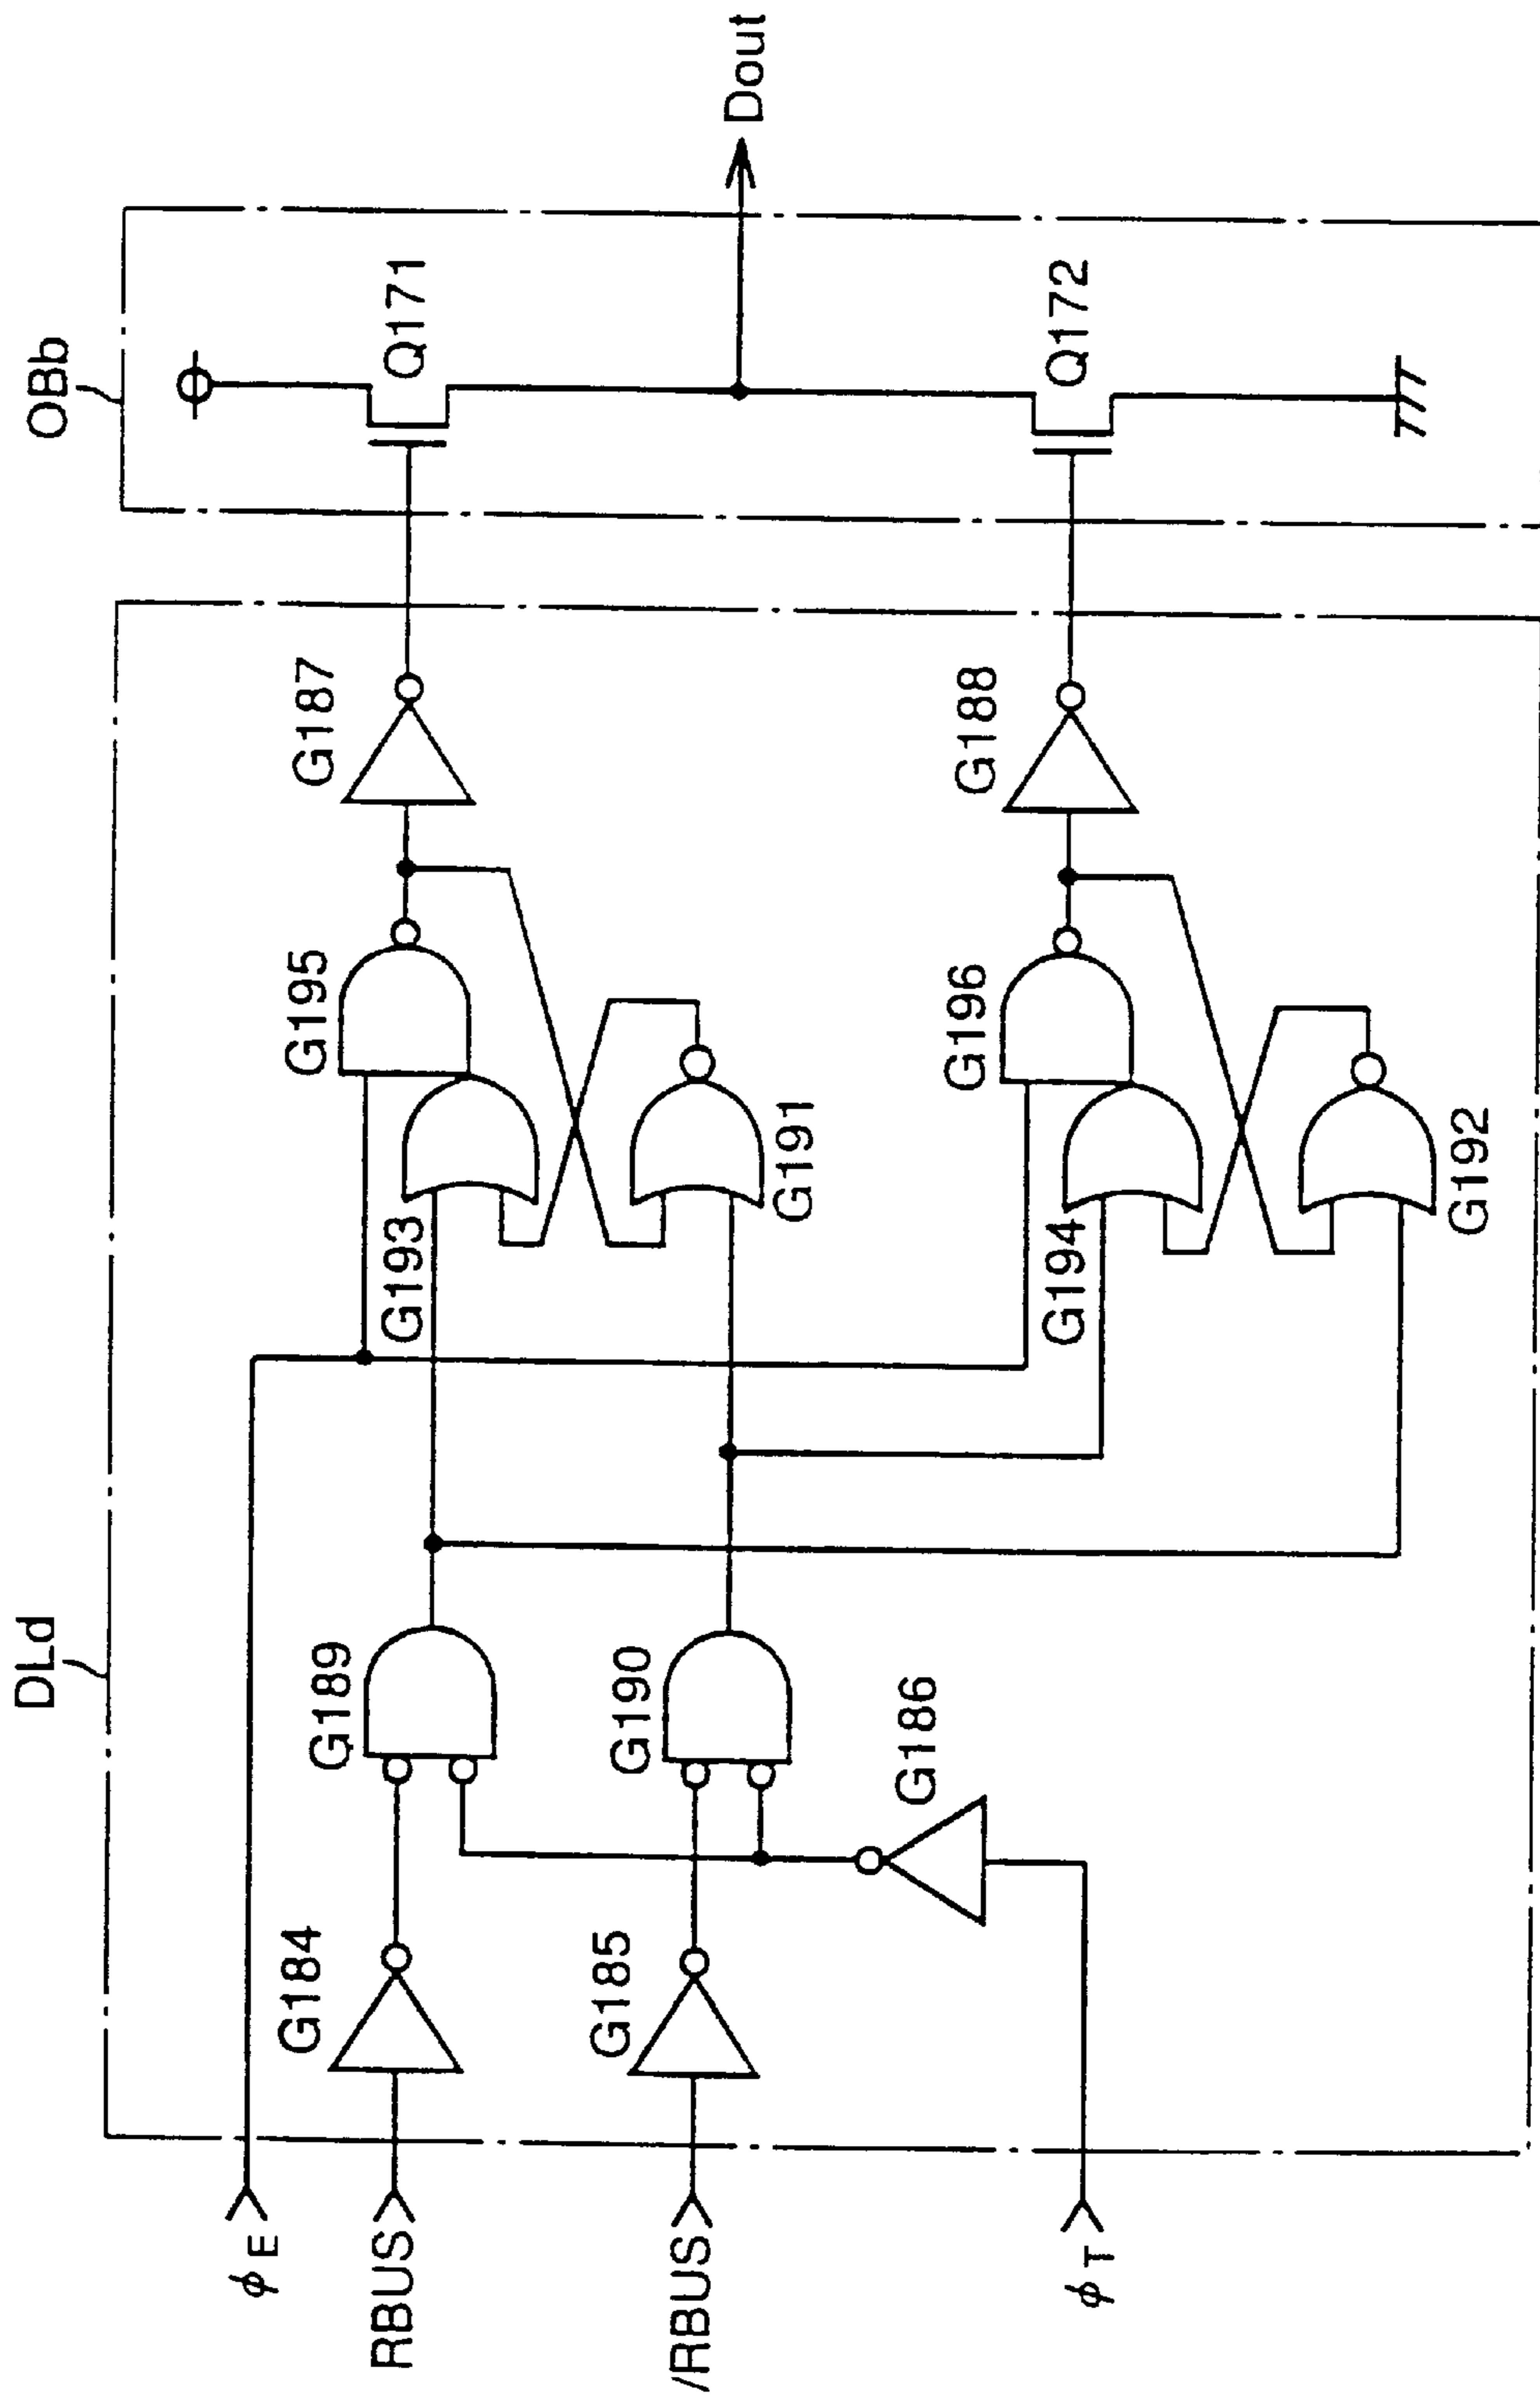 DLd
OBb
φE
RBUS
/RBUS
φT
G184
G185
G186
G189
G190
G193
G195
G191
G187
G194
G196
G192
G188
Q171
Q172
Dout